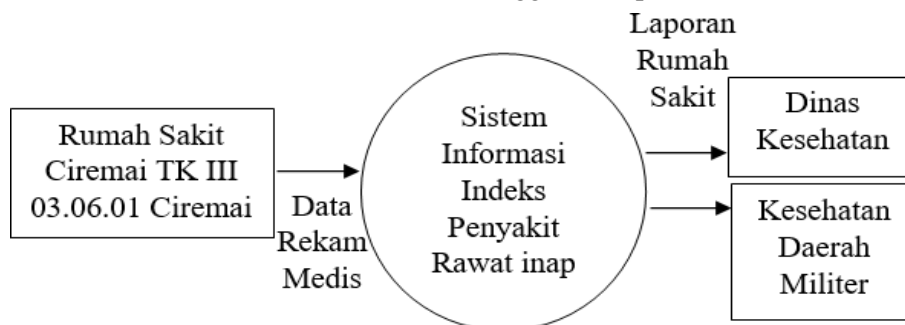 Rumah Sakit
Ciremai TK III
03.06.01 Ciremai
Data
Rekam
Medis
Sistem
Informasi
Indeks
Penyakit
Rawat inap
Laporan
Rumah
Sakit
Dinas
Kesehatan
Kesehatan
Daerah
Militer